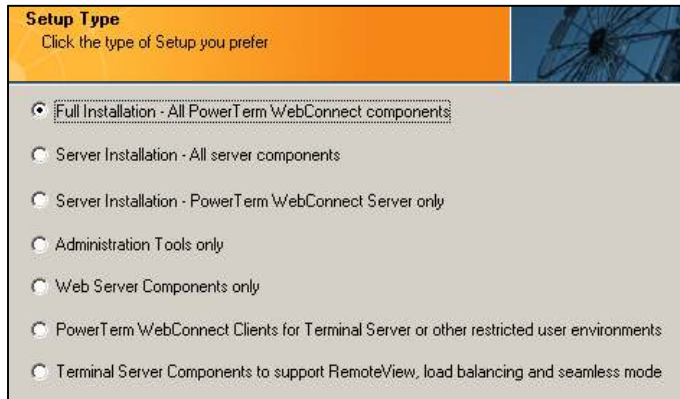 Setup Type
Click the type of Setup you prefer
Full Installation - All PowerTerm WebConnect components
Server Installation - All server components
Server Installation - PowerTerm WebConnect Server only
Administration Tools only
Web Server Components only
PowerTerm WebConnect Clients for Terminal Server or other restricted user environments
Terminal Server Components to support RemoteView, load balancing and seamless mode